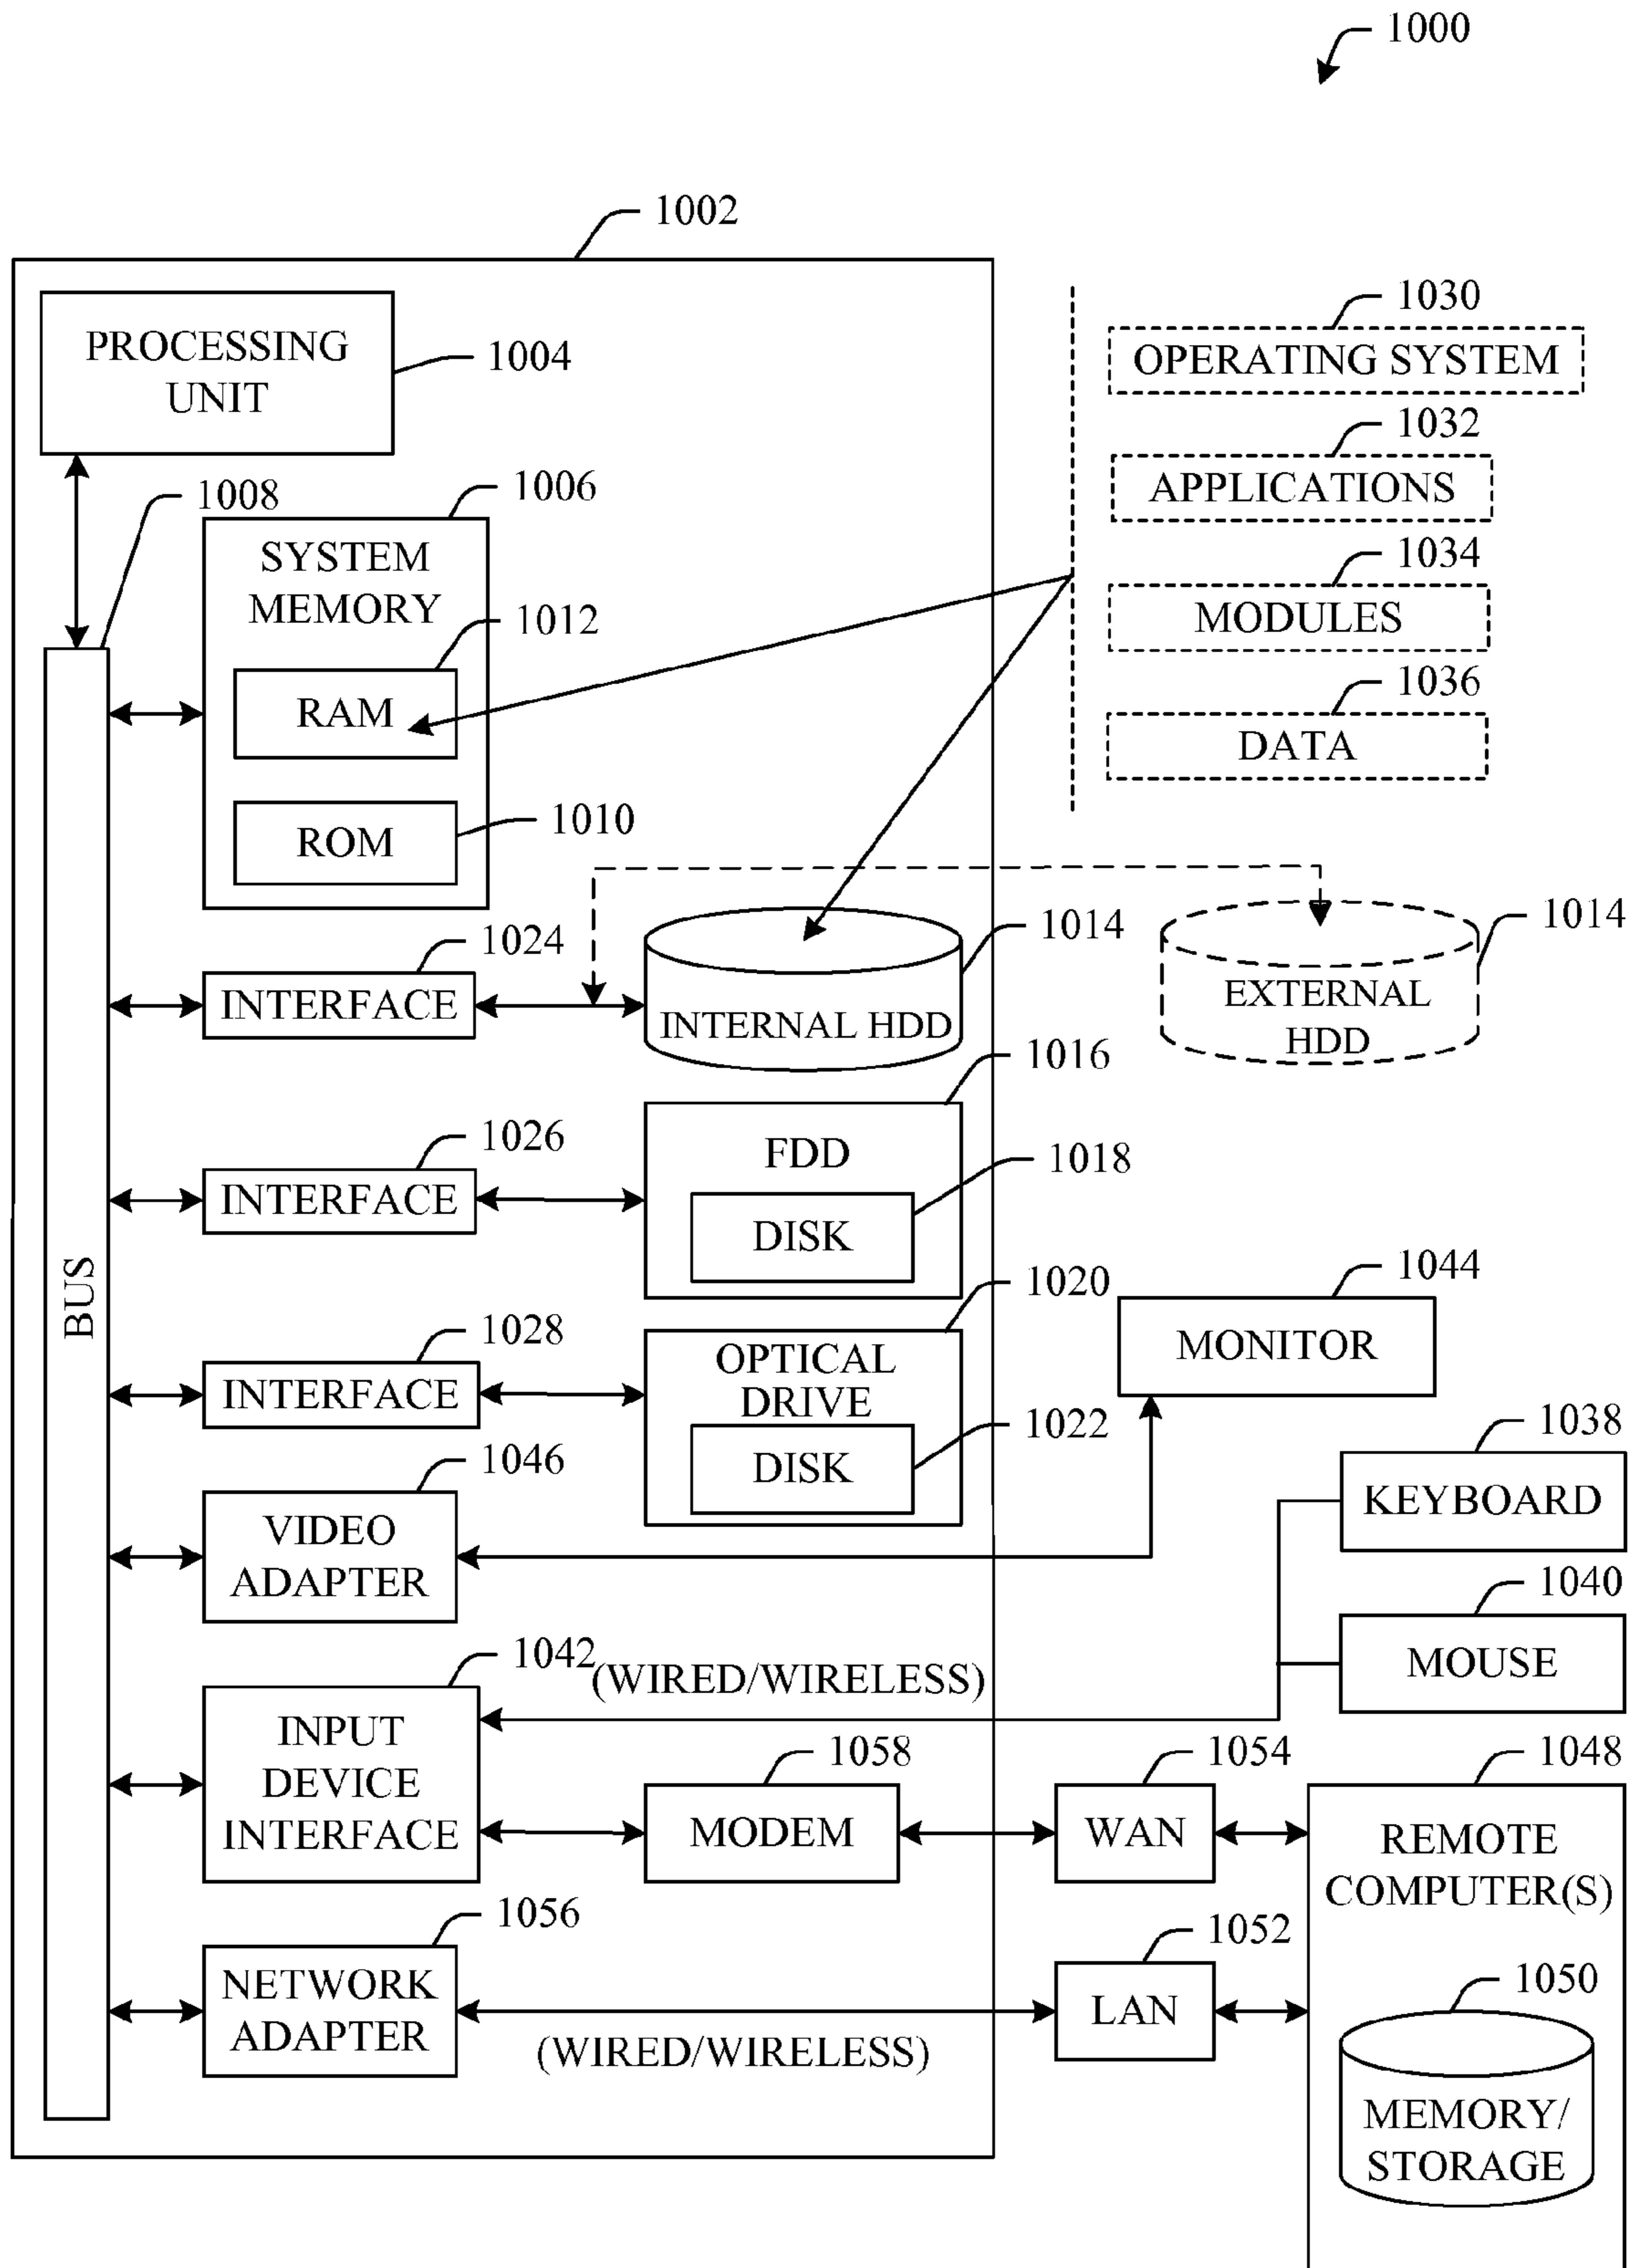 1000
1002
PROCESSING
UNIT
1004
1030
OPERATING SYSTEM
1032
APPLICATIONS
1034
MODULES
1036
DATA
1008
1006
SYSTEM
MEMORY
1012
RAM
1010
ROM
BUS
1024
INTERFACE
1014
INTERNAL HDD
1014
EXTERNAL
HDD
1026
INTERFACE
1016
FDD
1018
DISK
1028
INTERFACE
1020
OPTICAL
DRIVE
1022
DISK
1044
MONITOR
1046
VIDEO
ADAPTER
1038
KEYBOARD
1040
MOUSE
1042
(WIRED/WIRELESS)
INPUT
DEVICE
INTERFACE
1058
MODEM
1054
WAN
1048
REMOTE
COMPUTER(S)
1056
NETWORK
ADAPTER
(WIRED/WIRELESS)
1052
LAN
1050
MEMORY/
STORAGE